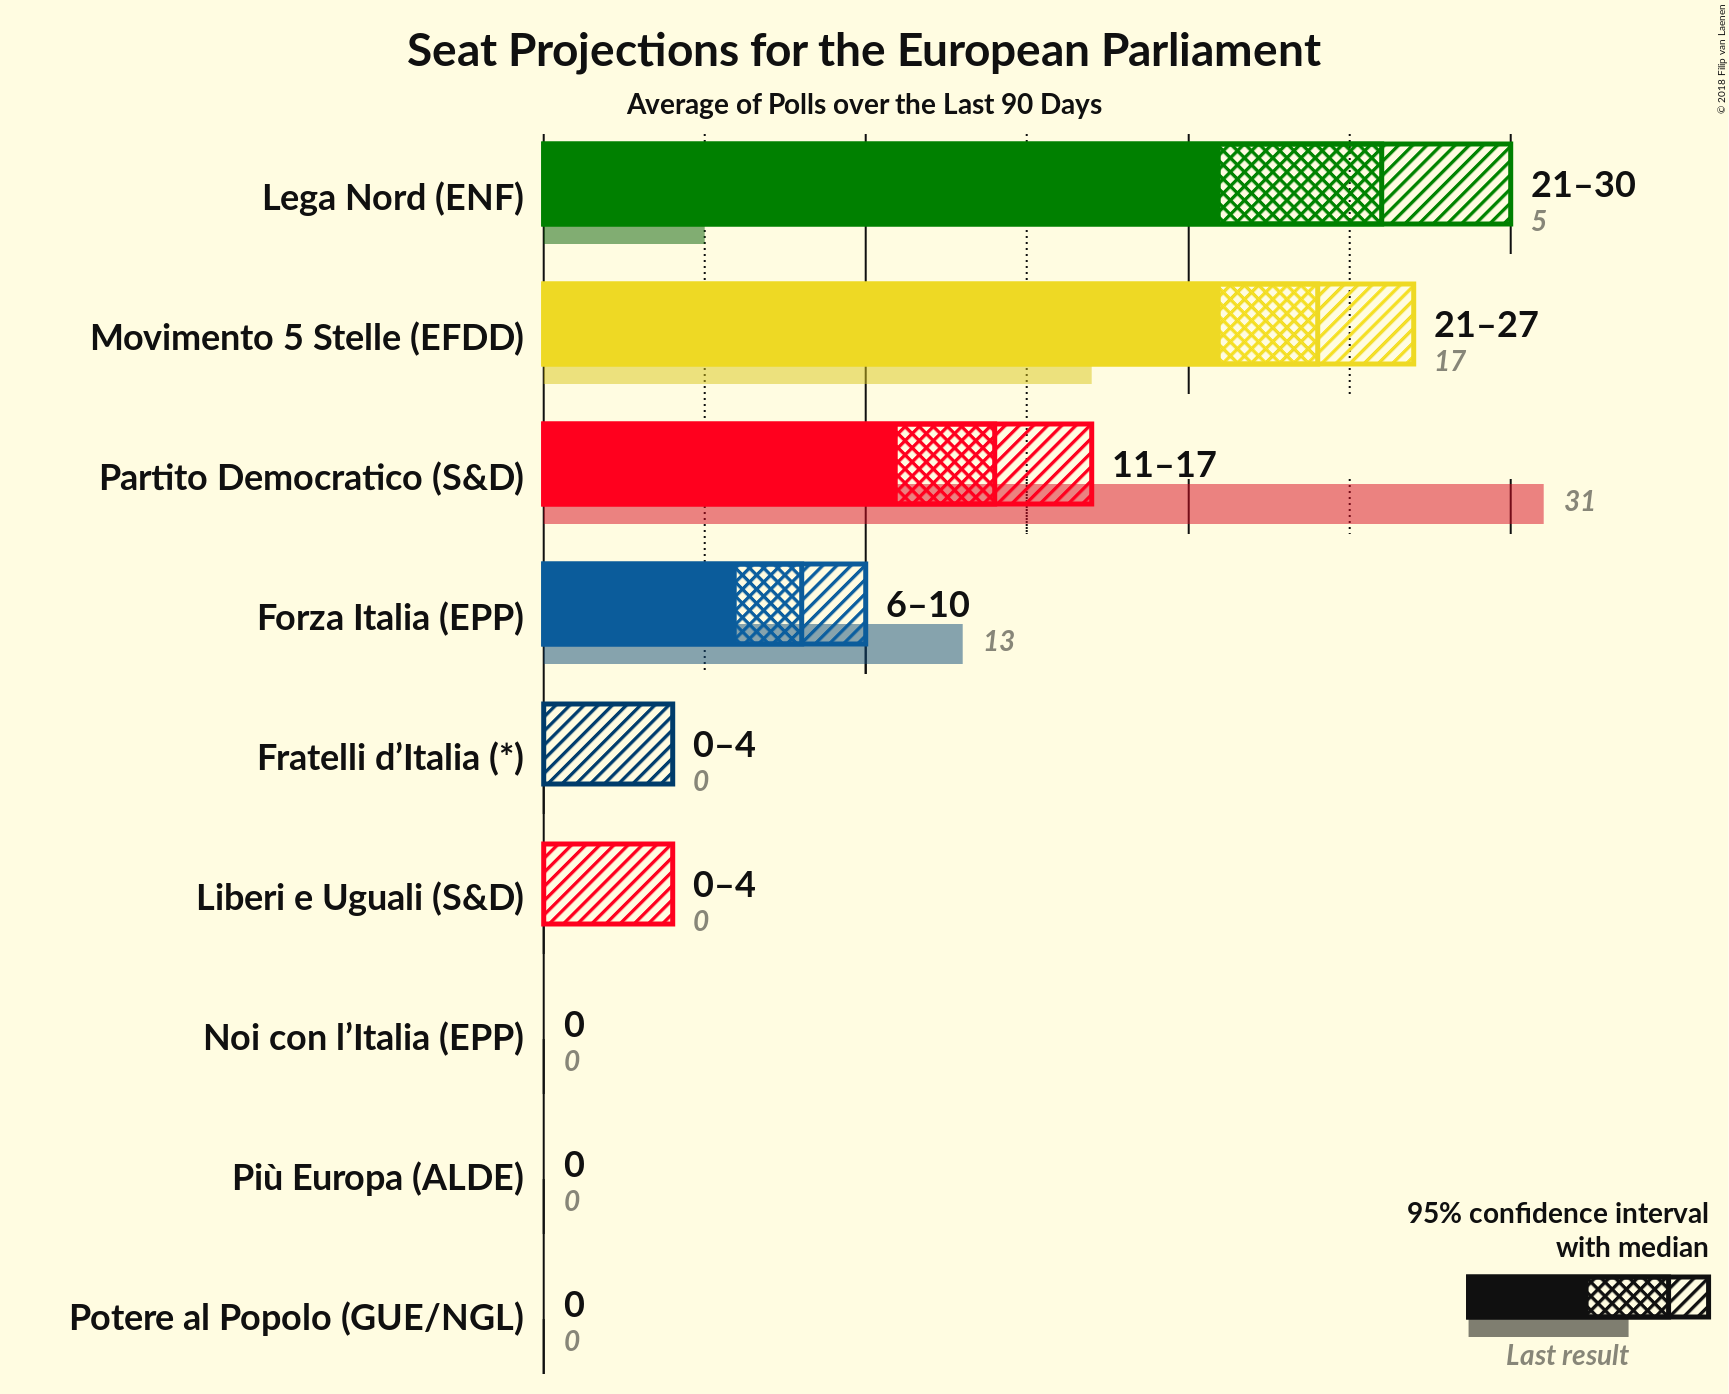 Seat Projections for the European Parliament
Average of Polls over the Last 90 Days
© 2018 Filip van Laenen
Lega Nord (ENF)
21–30
5
Movimento 5 Stelle (EFDD)
21–27
17
Partito Democratico (S&D)
11–17
31
Forza Italia (EPP)
6–10
13
Fratelli d’Italia (*)
0–4
0
Liberi e Uguali (S&D)
0–4
0
Noi con l’Italia (EPP)
0
0
Più Europa (ALDE)
0
0
Potere al Popolo (GUE/NGL)
0
0
95% confidence interval
with median
Last result